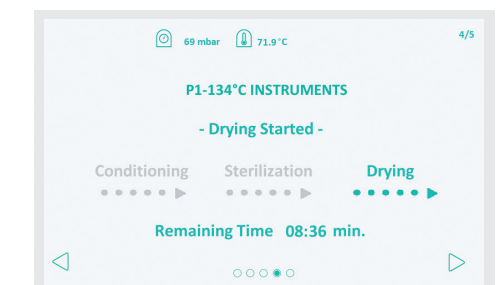 69 mbar 71.9°C 4/5
P1-134°C INSTRUMENTS
- Drying Started -
Conditioning Sterilization Drying
Remaining Time 08:36 min.